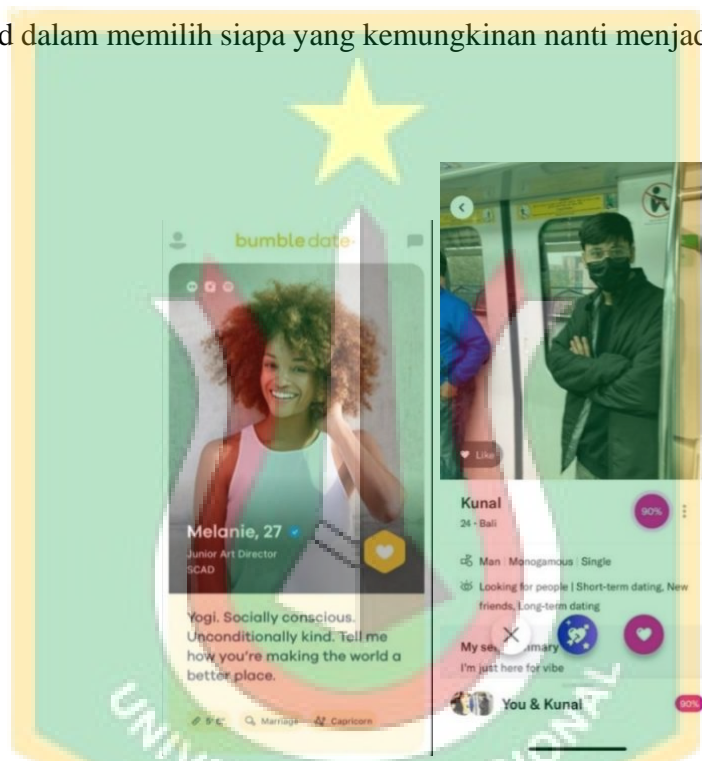 d dalam memilih siapa yang kemungkinan nanti menjad
bumble date
Melanie, 27
Junior Art Director
SCAD
Yogi. Socially conscious.
Unconditionally kind. Tell me
how you're making the world a
better place.
Marriage Capricorn
Like
Kunal
90%
24 • Bali
Man | Monogamous | Single
Looking for people | Short-term dating, New
friends, Long-term dating
My se mmary
I'm just here for vibe
You & Kunal 90%